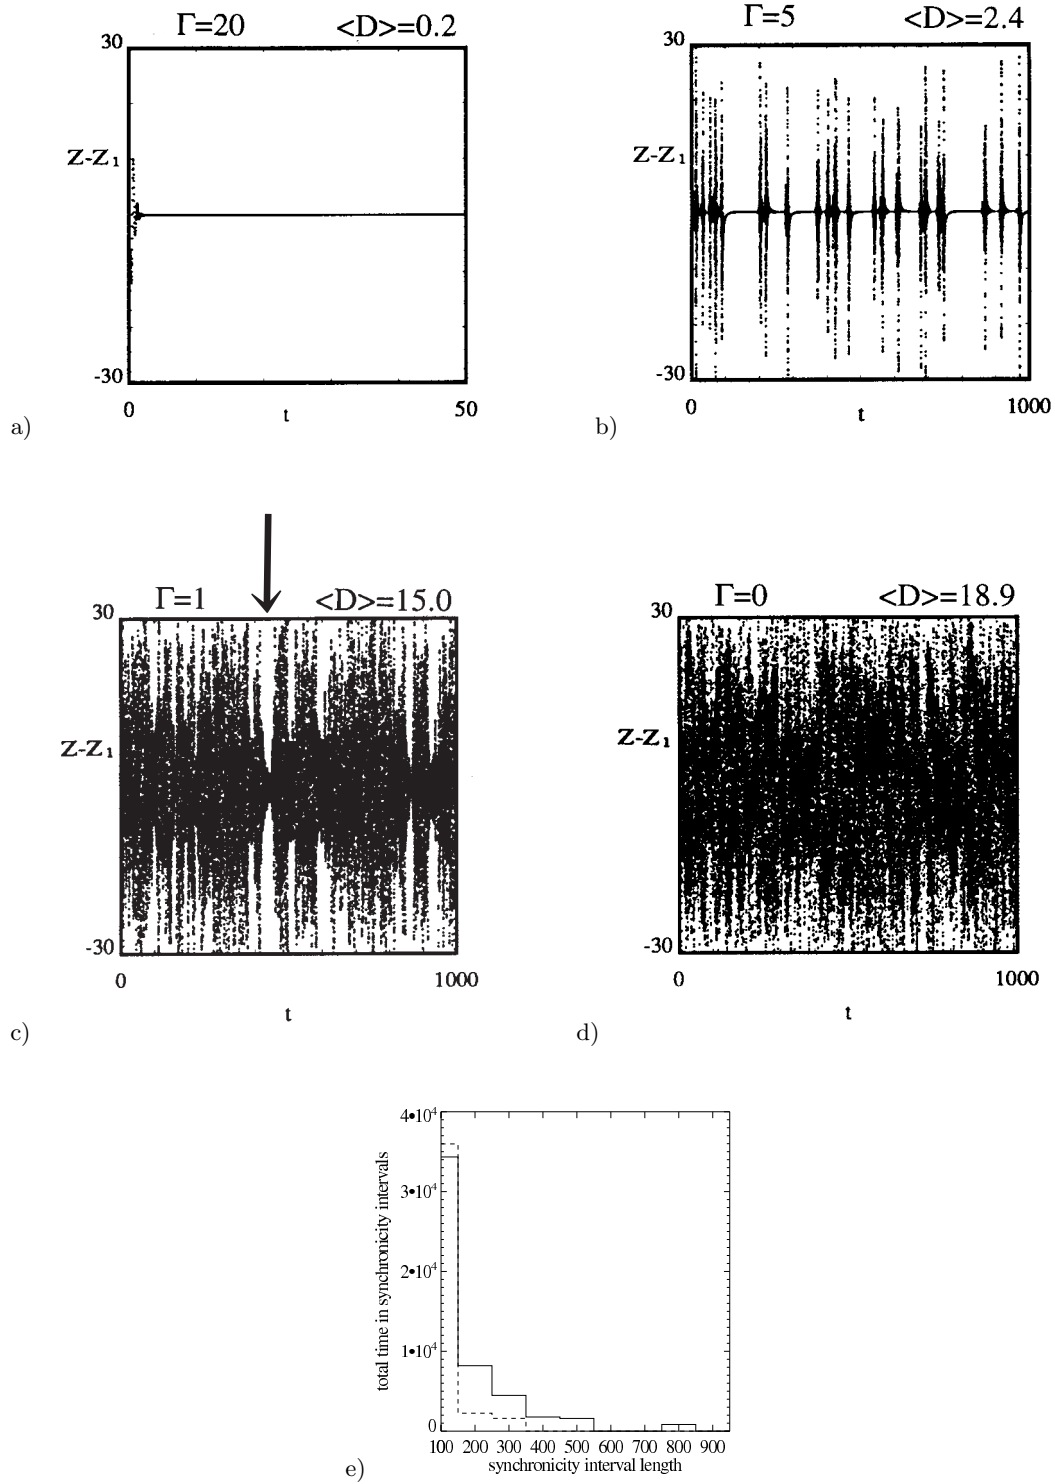 Γ=20 <D>=0.2
30
Z-Z₁
-30
0 50
t
a)
Γ=5 <D>=2.4
30
Z-Z₁
-30
0 1000
t
b)
Γ=1 <D>=15.0
30
Z-Z₁
-30
0 1000
t
c)
Γ=0 <D>=18.9
30
Z-Z₁
-30
0 1000
t
d)
4•10⁴
3•10⁴
2•10⁴
1•10⁴
0
total time in synchronicity intervals
100 200 300 400 500 600 700 800 900
synchronicity interval length
e)